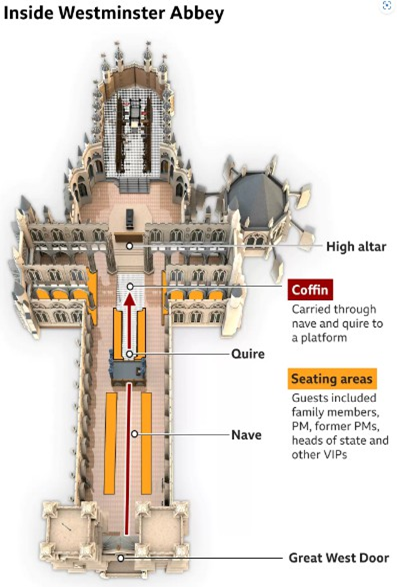 Inside Westminster Abbey
High altar
Coffin
Carried through
nave and quire to
a platform
Quire
Seating areas
Guests included
family members,
PM, former PMs,
heads of state and
other VIPs
Nave
Great West Door